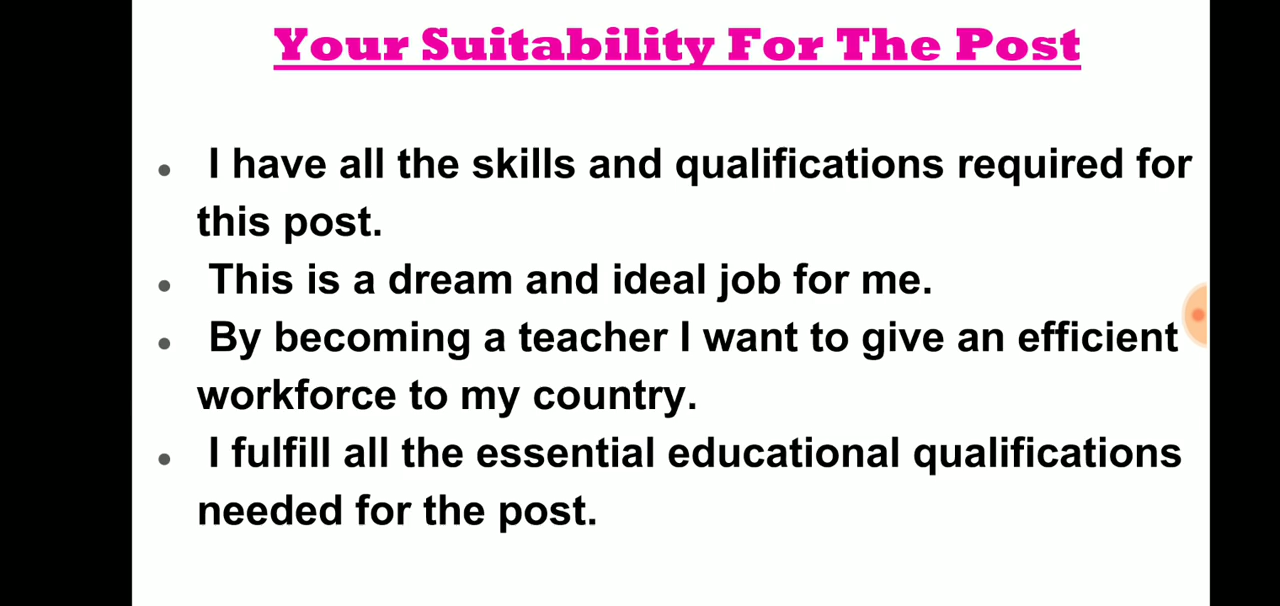 Your Suitability For The Post
• I have all the skills and qualifications required for
this post.
• This is a dream and ideal job for me.
• By becoming a teacher I want to give an efficient
workforce to my country.
• I fulfill all the essential educational qualifications
needed for the post.